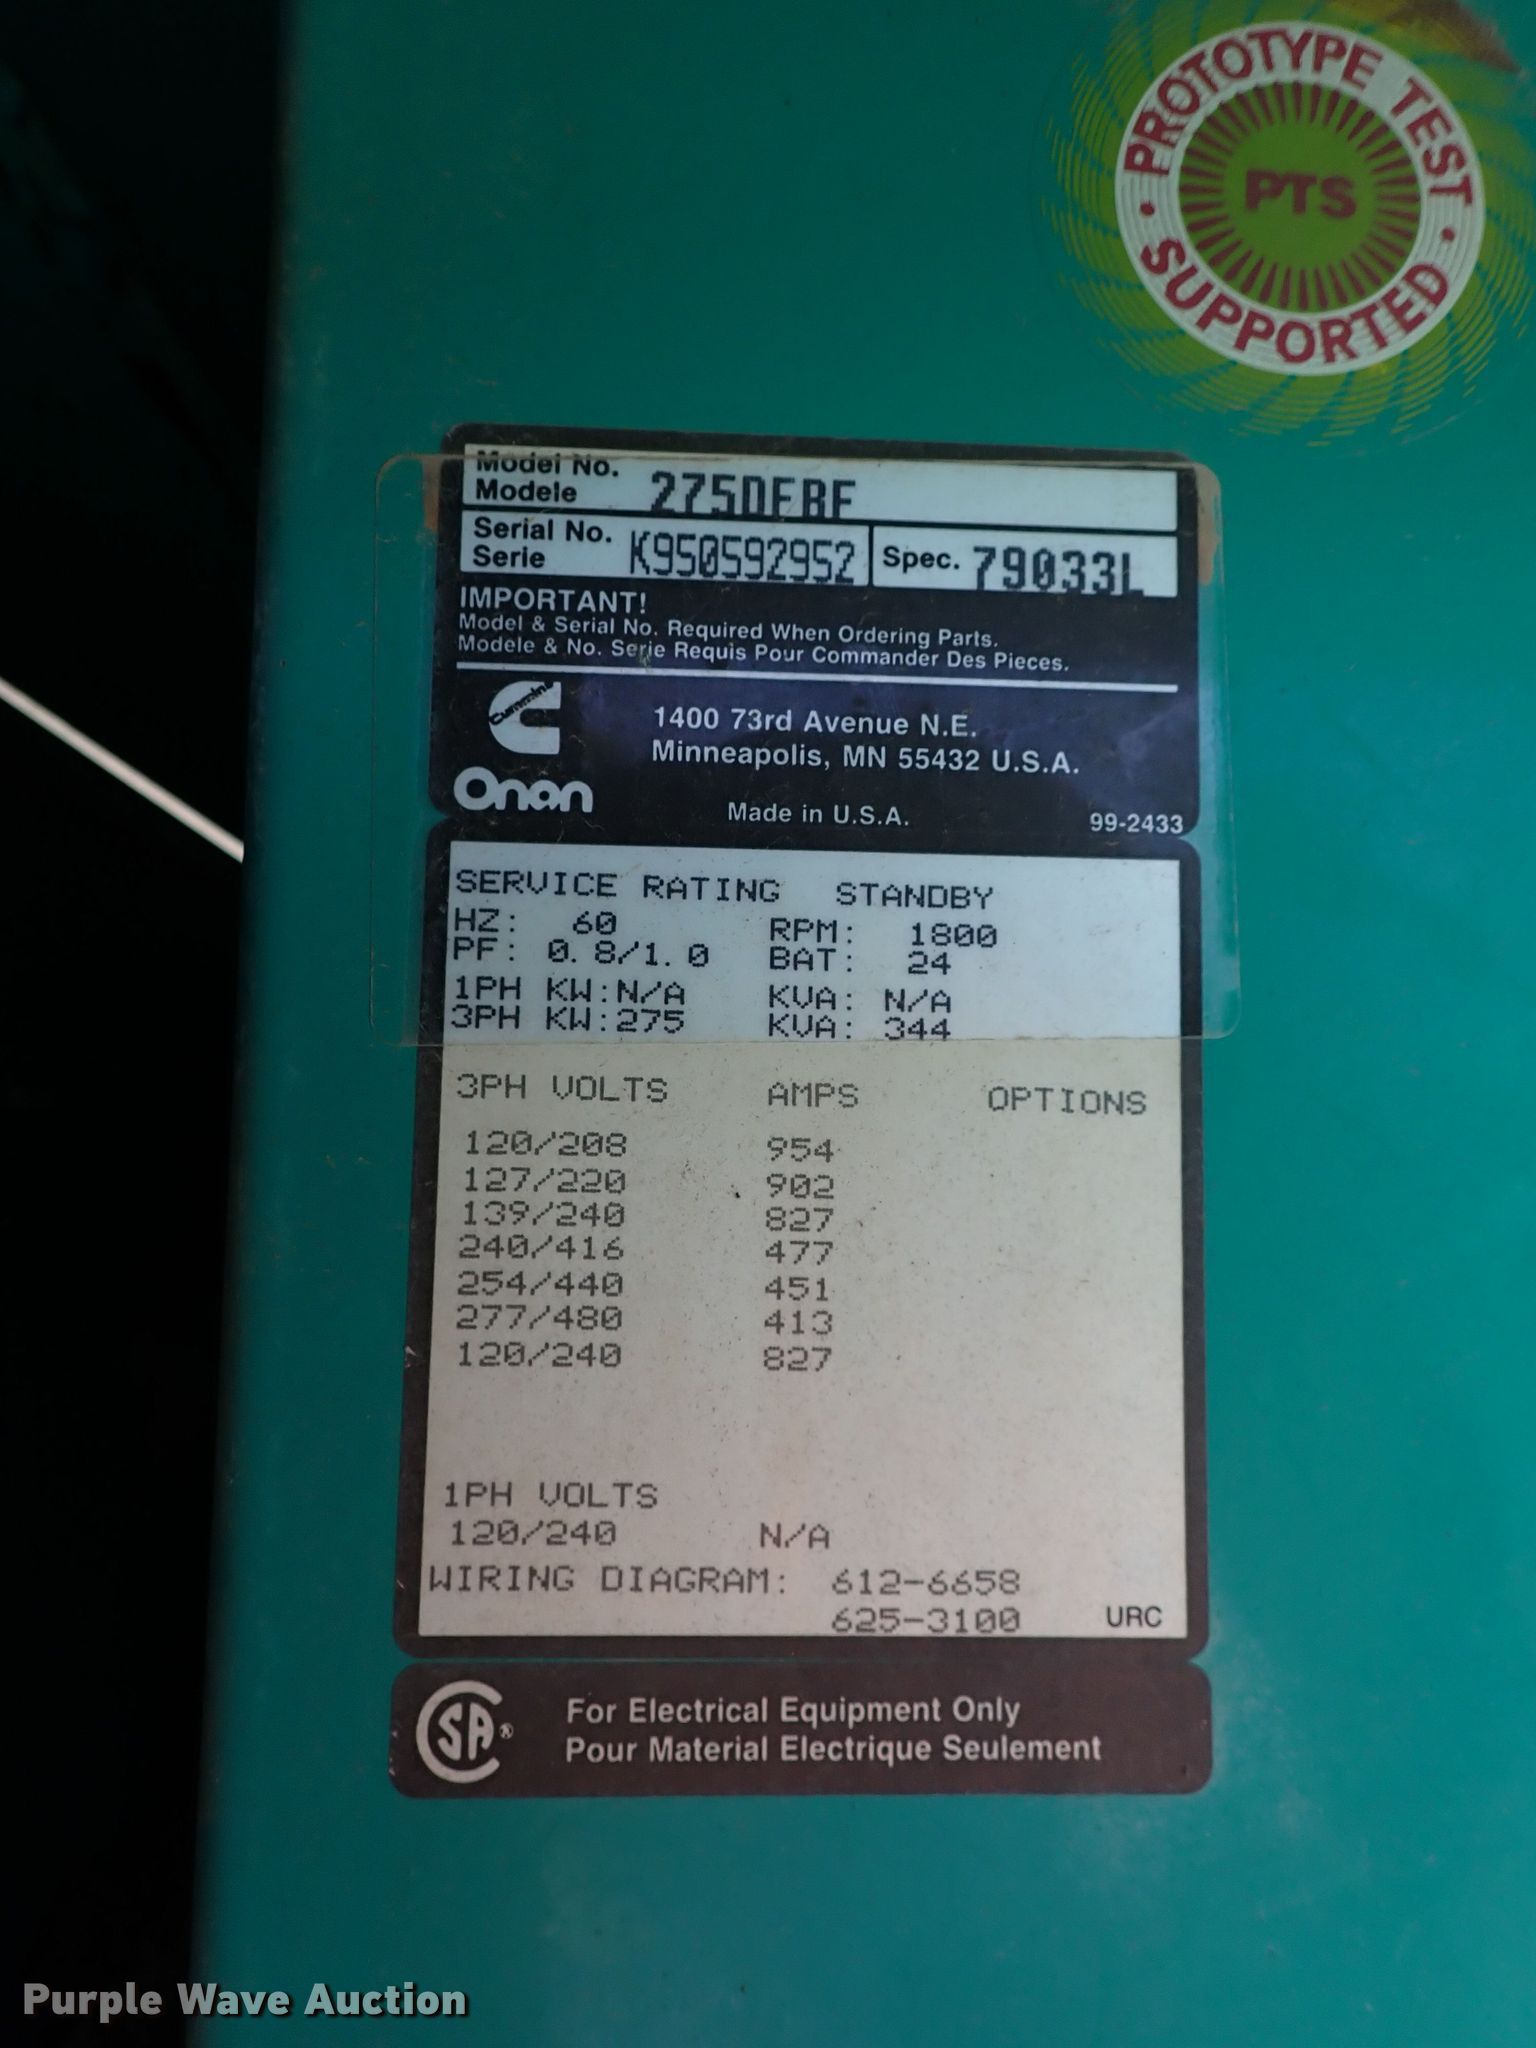 PROTOTYPE TEST
PTS
SUPPORTED
Model No.
Modele
Serial No. K950592952
Serie
Spec. 79033L
IMPORTANT!
Model & Serial No. Required When Ordering Parts.
Modele & No. Serie Requis Pour Commander Des Pieces.
Cummins
Onan
1400 73rd Avenue N.E.
Minneapolis, MN 55432 U.S.A.
Made in U.S.A.
99-2433
SERVICE RATING STANDBY
HZ: 60 RPM: 1800
PF: 0.8/1.0 BAT: 24
1PH KW:N/A KVA: N/A
3PH KW:275 KVA: 344
3PH VOLTS AMPS OPTIONS
120/208 954
127/220 902
139/240 827
240/416 477
254/440 451
277/480 413
120/240 827
1PH VOLTS
120/240 N/A
WIRING DIAGRAM: 612-6658
625-3100 URC
CSA®
For Electrical Equipment Only
Pour Material Electrique Seulement
Purple Wave Auction